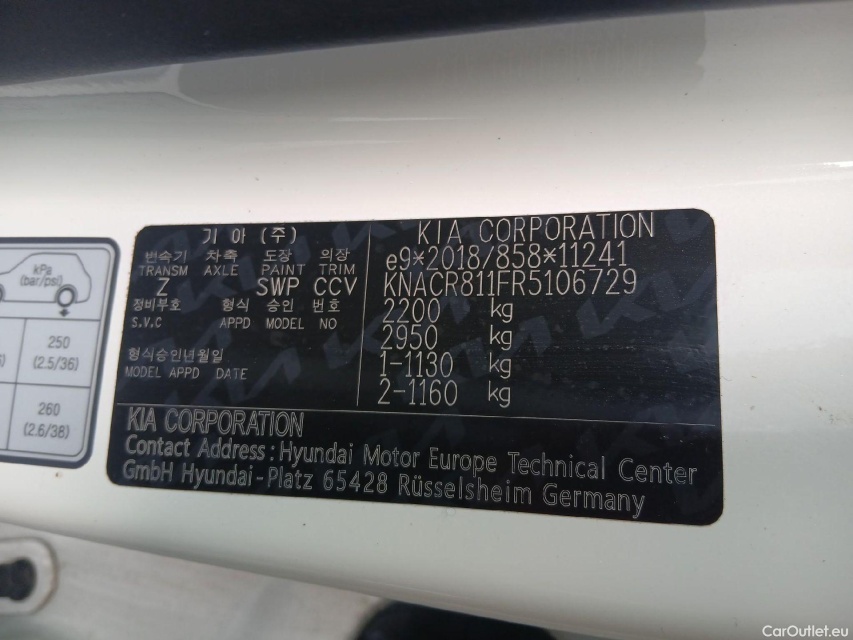 kPa
(bar/psi)
250
(2.5/36)
260
(2.6/38)
기 아 (주)
변속기 차축 도장 의장
TRANSM AXLE PAINT TRIM
Z SWP CCV
정비부호 형식 승인 번호
S.V.C APPD MODEL NO
형식승인년월일
MODEL APPD DATE
KIA CORPORATION
e9*2018/858*11241
KNACR811FR5106729
2200 kg
2950 kg
1-1130 kg
2-1160 kg
KIA CORPORATION
Contact Address : Hyundai Motor Europe Technical Center
GmbH Hyundai-Platz 65428 Rüsselsheim Germany
CarOutlet.eu